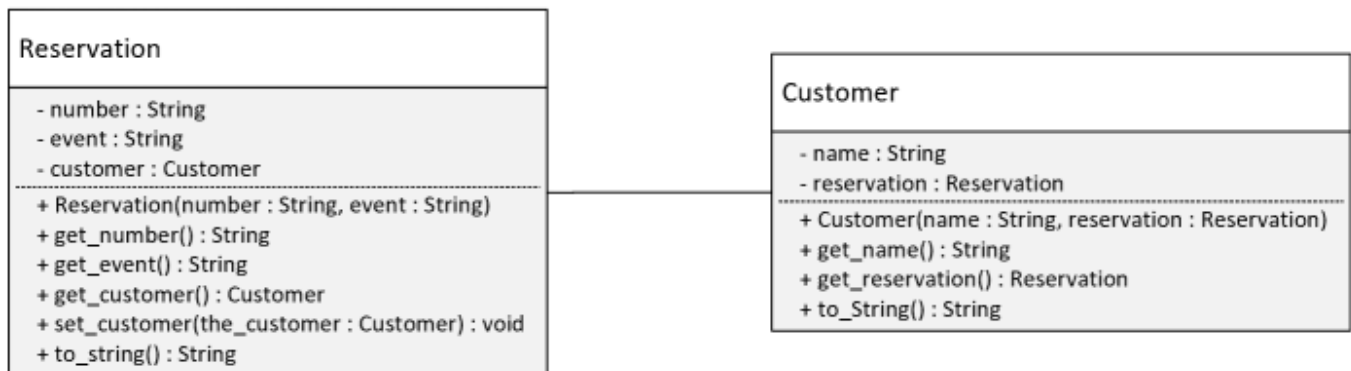 Reservation
- number : String
- event : String
- customer : Customer
+ Reservation(number : String, event : String)
+ get_number() : String
+ get_event() : String
+ get_customer() : Customer
+ set_customer(the_customer : Customer) : void
+ to_string() : String
Customer
- name : String
- reservation : Reservation
+ Customer(name : String, reservation : Reservation)
+ get_name() : String
+ get_reservation() : Reservation
+ to_String() : String